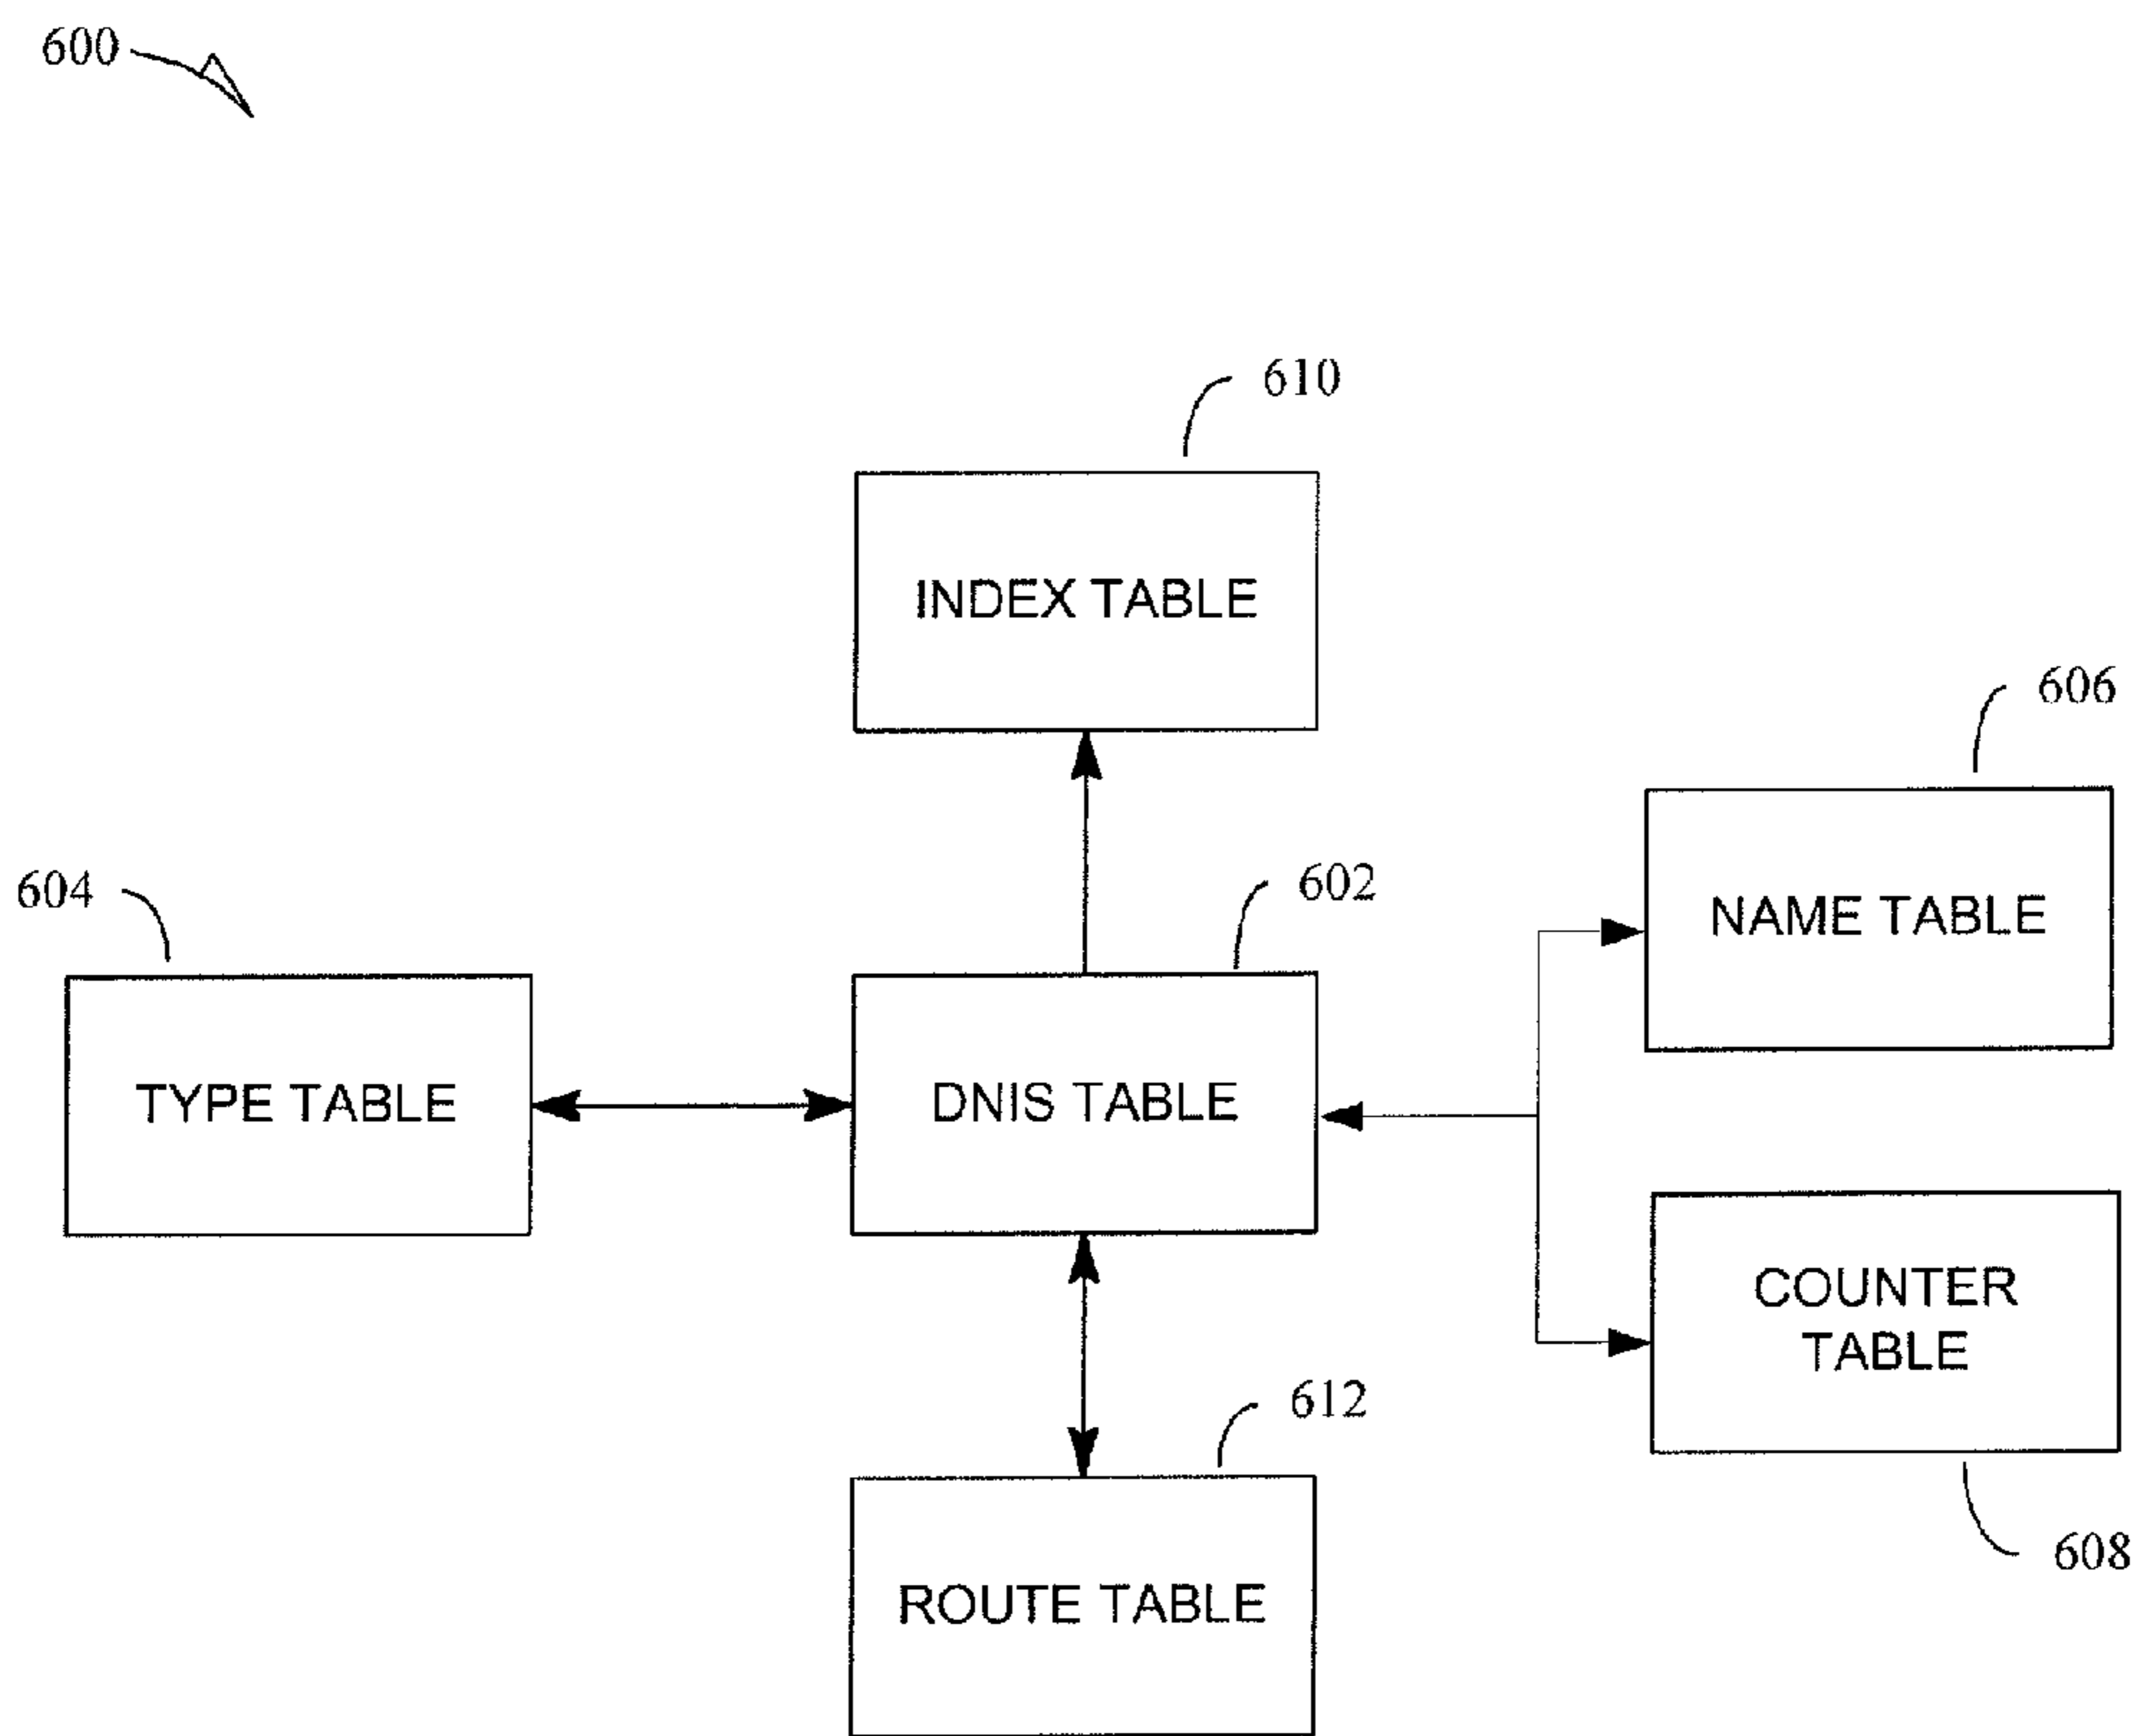 600
610
INDEX TABLE
606
NAME TABLE
604
602
TYPE TABLE
DNIS TABLE
COUNTER
TABLE
612
608
ROUTE TABLE